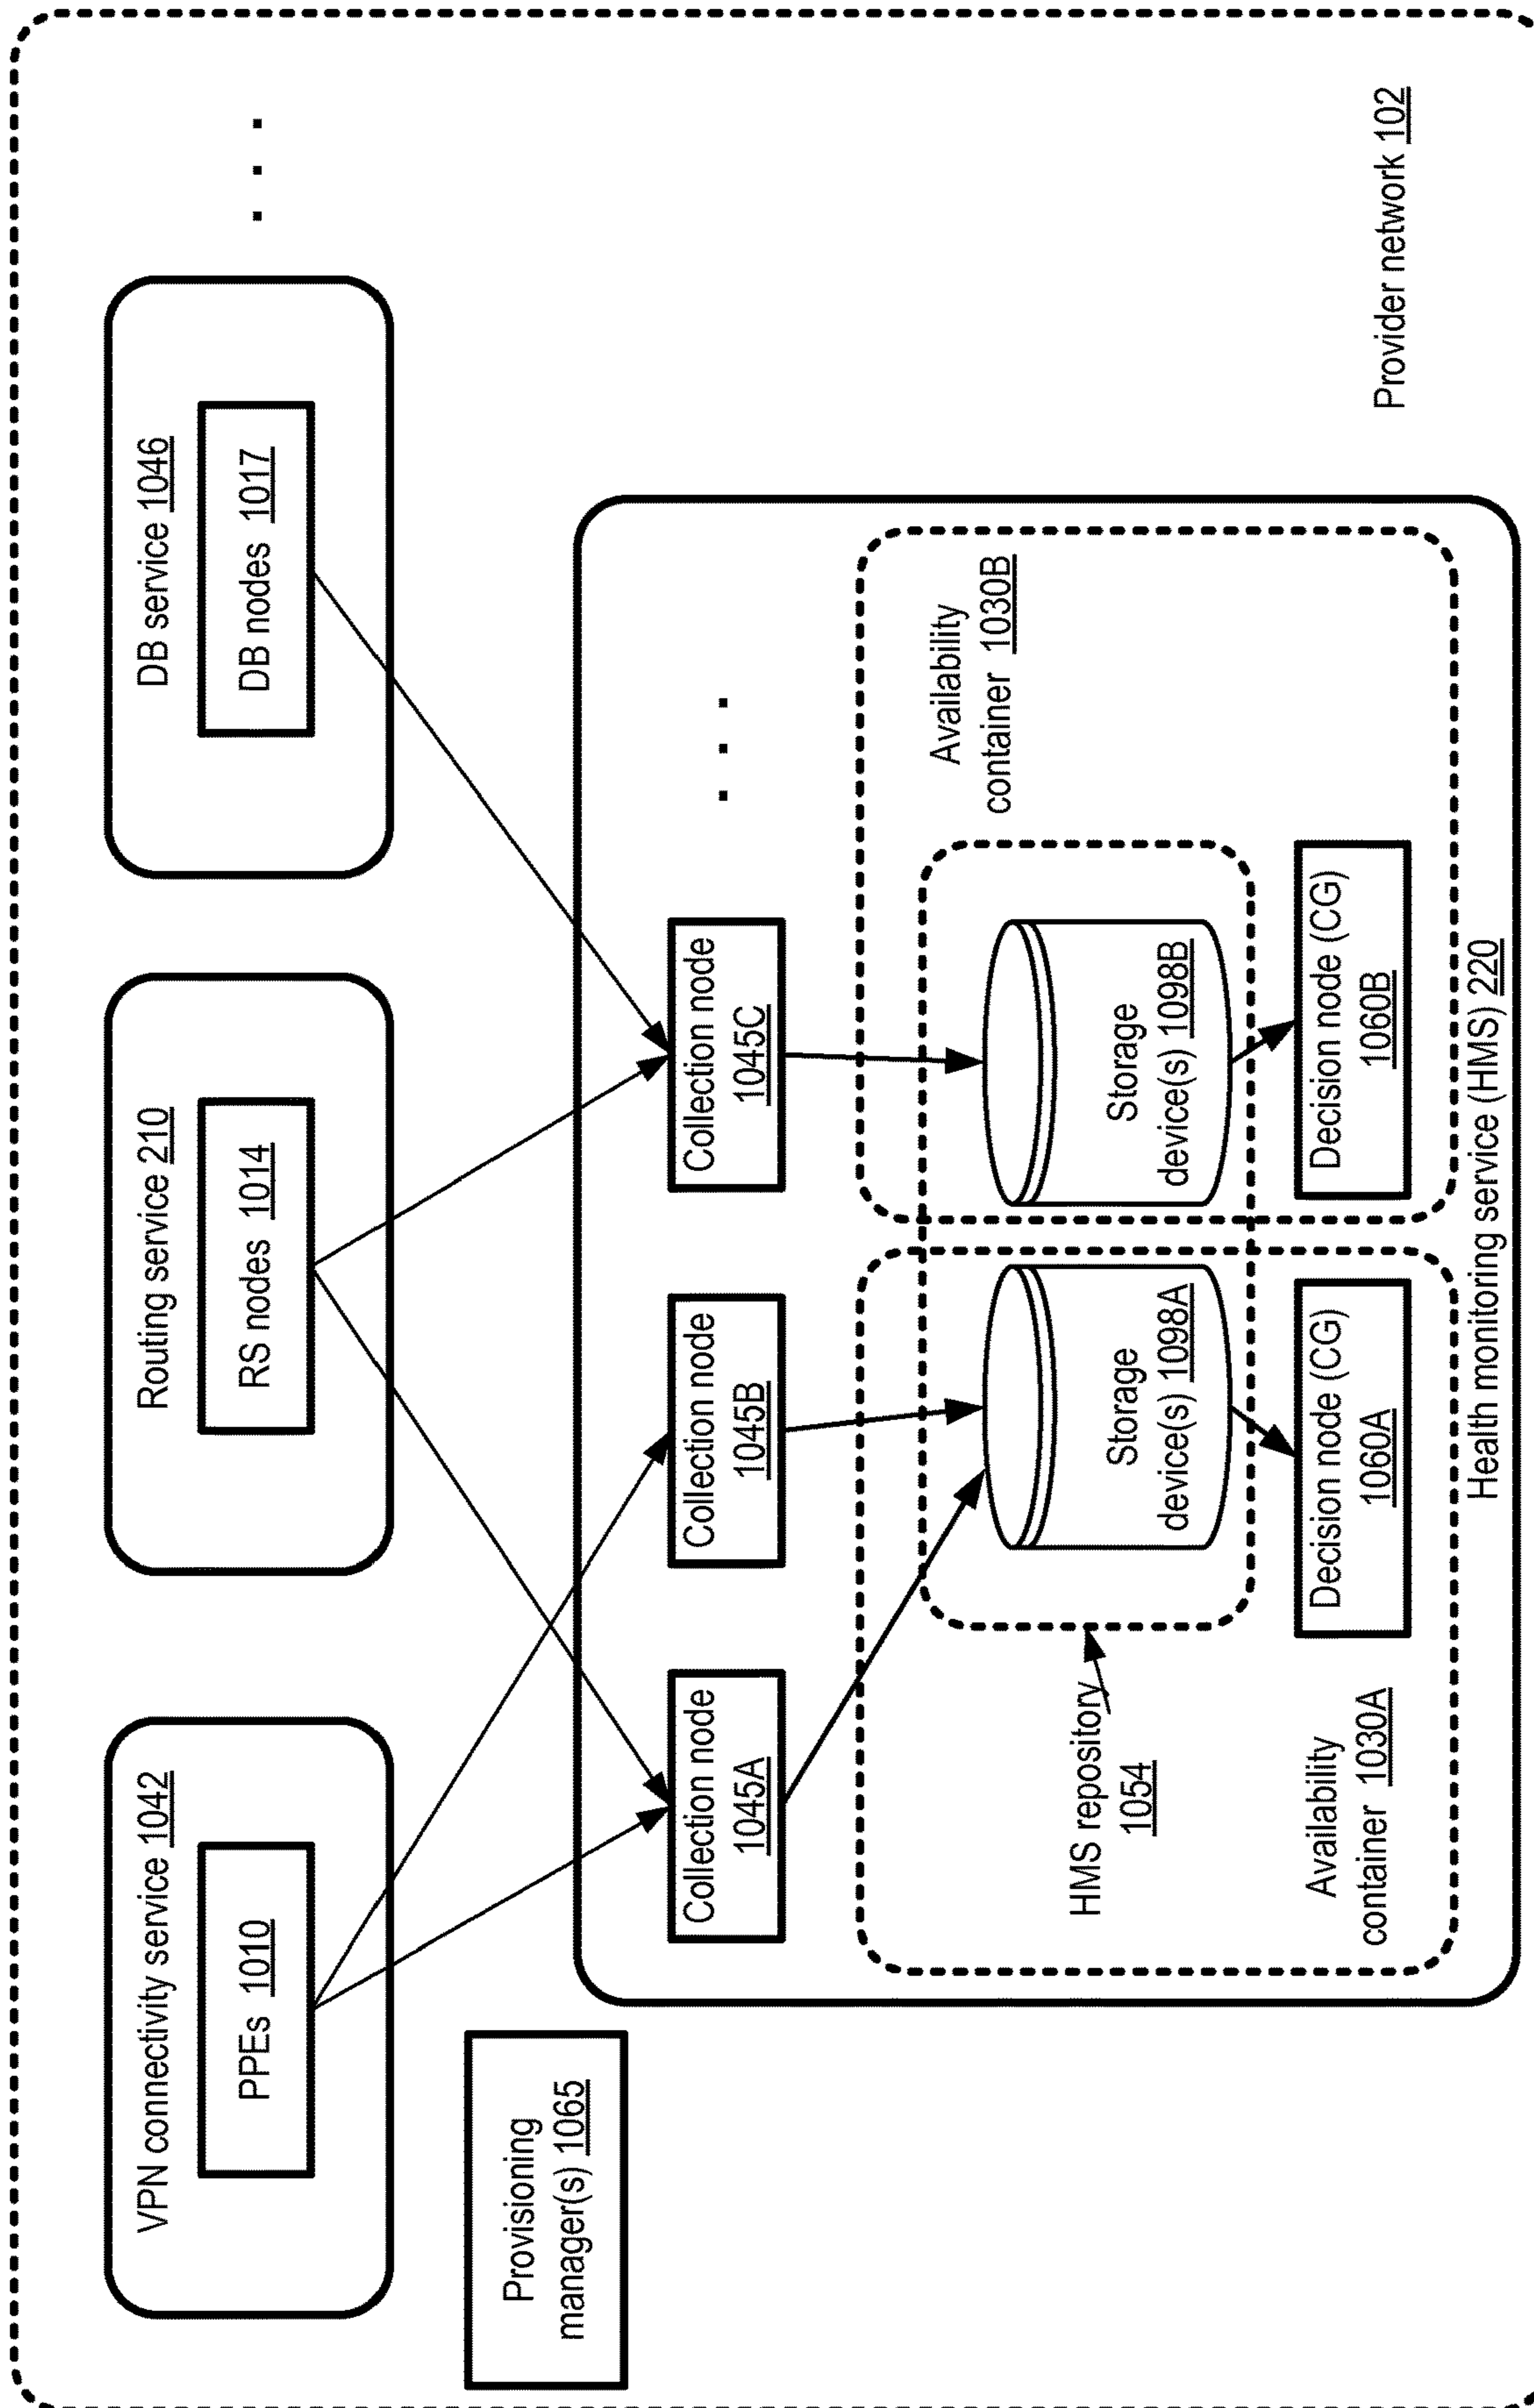 VPN connectivity service 1042
PPEs 1010
Routing service 210
RS nodes 1014
DB service 1046
DB nodes 1017
. . .
Provisioning
manager(s) 1065
Collection node
1045A
Collection node
1045B
Collection node
1045C
. . .
HMS repository
1054
Storage
device(s) 1098A
Storage
device(s) 1098B
Availability
container 1030B
Availability
container 1030A
Decision node (CG)
1060A
Decision node (CG)
1060B
Health monitoring service (HMS) 220
Provider network 102